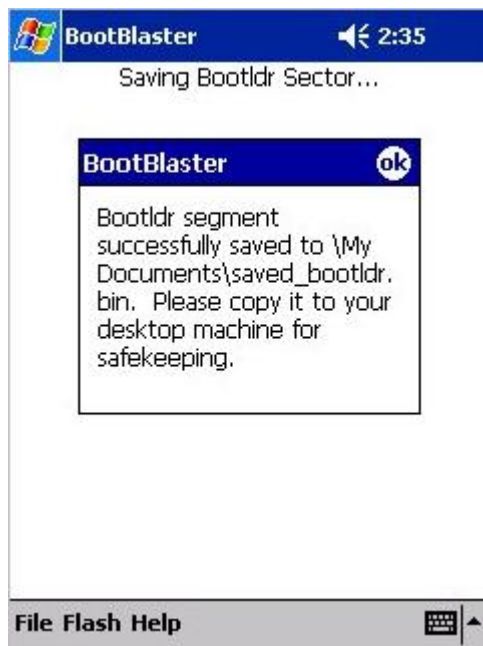 BootBlaster 2:35
Saving Bootldr Sector...
BootBlaster ok
Bootldr segment
successfully saved to \My
Documents\saved_bootldr.
bin. Please copy it to your
desktop machine for
safekeeping.
File Flash Help